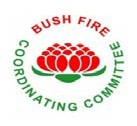 BUSH FIRE
COORDINATING COMMITTEE